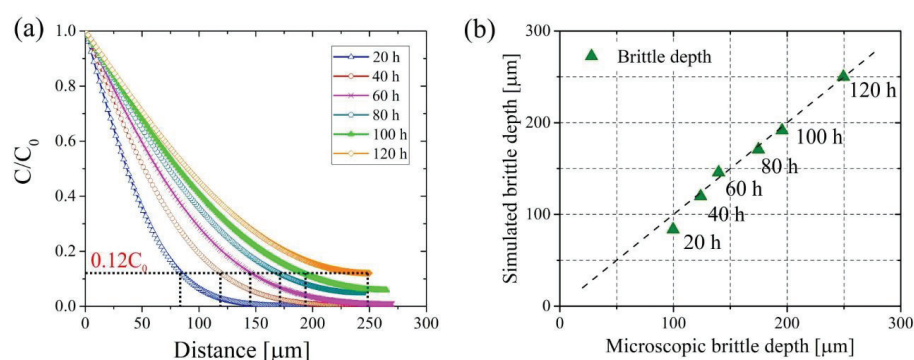 (a)
1.0
0.8
0.6
0.4
0.2
0.0
C/C₀
0.12C₀
20 h
40 h
60 h
80 h
100 h
120 h
0 50 100 150 200 250 300
Distance [μm]
(b)
300
200
100
0
Simulated brittle depth [μm]
Brittle depth
120 h
100 h
80 h
60 h
40 h
20 h
0 100 200 300
Microscopic brittle depth [μm]